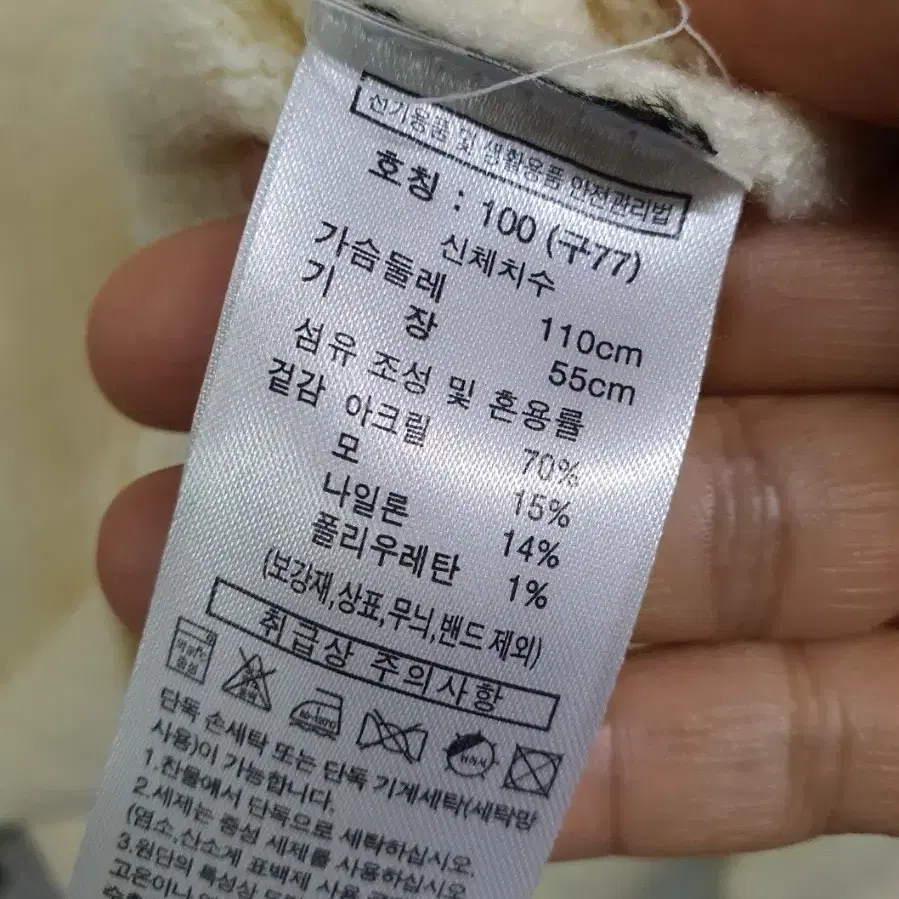 전기용품 및 생활용품 안전관리법
호칭 : 100 (구77)
신체치수
가슴둘레 110cm
기 장 55cm
섬유 조성 및 혼용률
겉감 아크릴 70%
모 15%
나일론 14%
폴리우레탄 1%
(보강재,상표,무늬,밴드 제외)
취급상 주의사항
단독 손세탁 또는 단독 기계세탁(세탁망
사용)이 가능합니다.
1.찬물에서 단독으로 세탁하십시오.
2.세제는 중성 세제를 사용하십시오
(염소,산소계 표백제 사용
3.원단의 특성상
고온이나